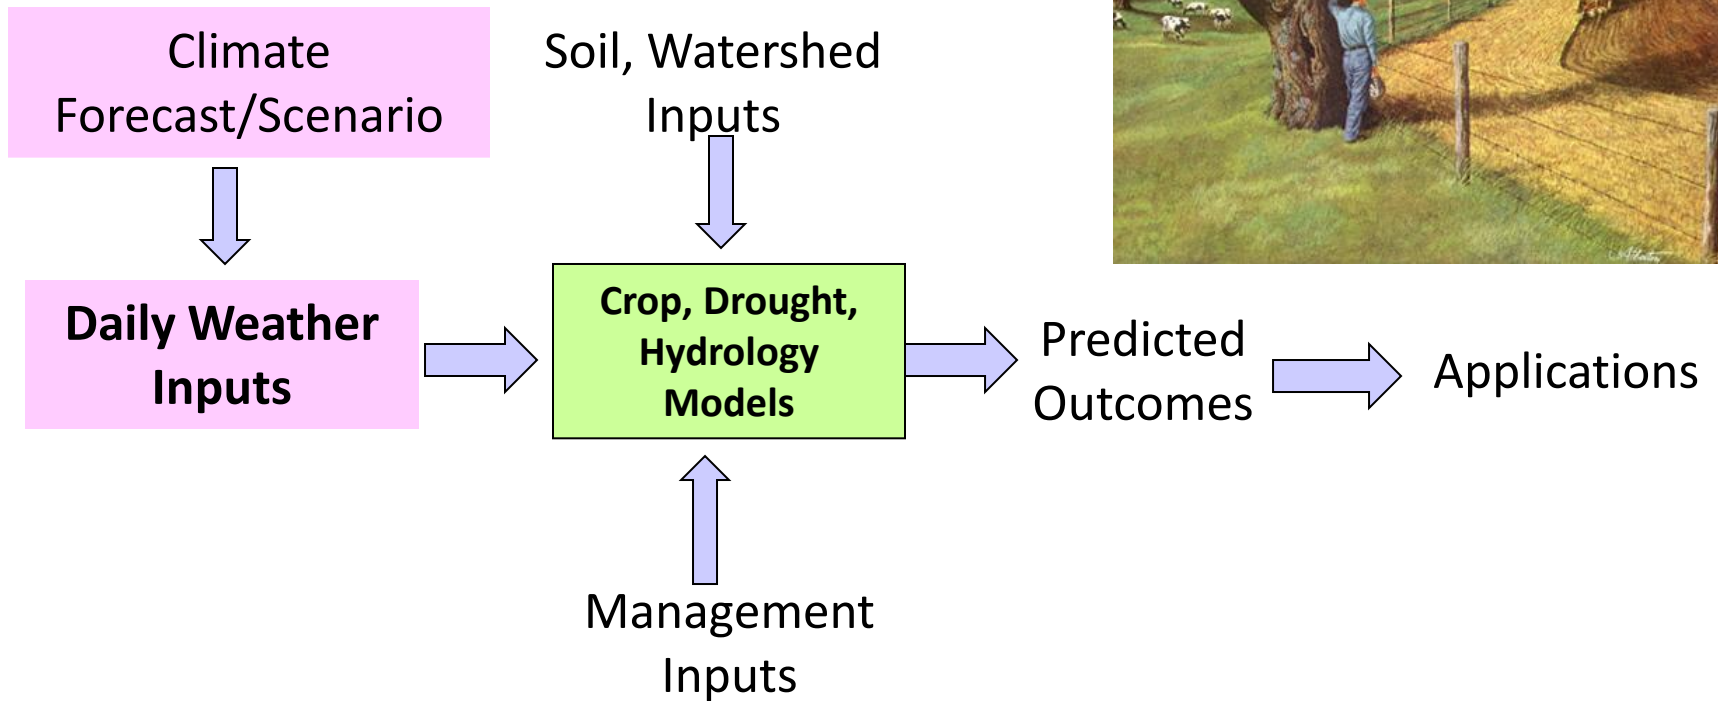 Climate
Forecast/Scenario
Soil, Watershed
Inputs
Daily Weather
Inputs
Crop, Drought,
Hydrology
Models
Predicted
Outcomes
Applications
Management
Inputs